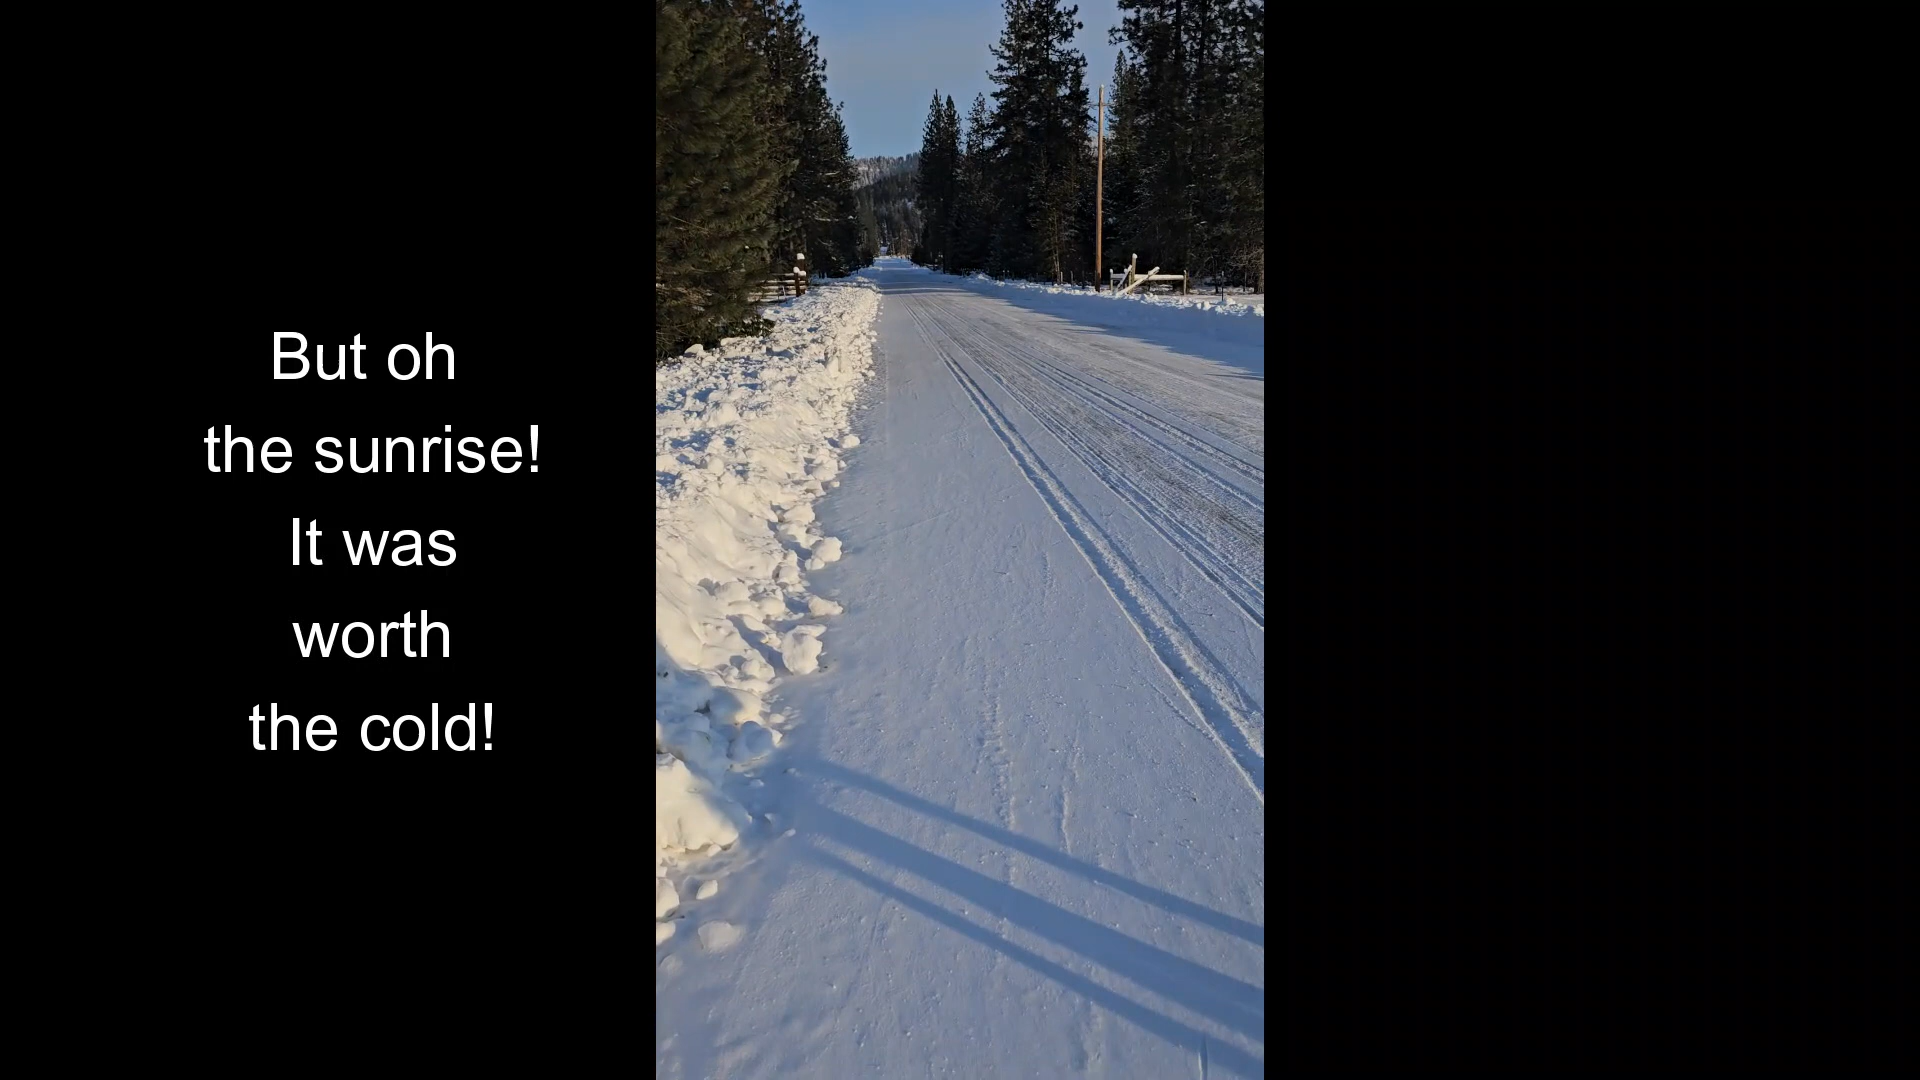 But oh
the sunrise!
It was
worth
the cold!